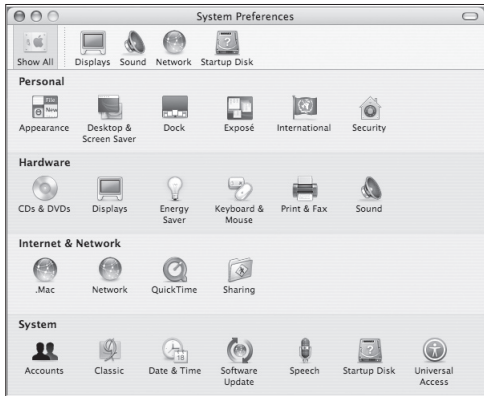 System Preferences
Show All Displays Sound Network Startup Disk
Personal
Appearance Desktop & Screen Saver Dock Exposé International Security
Hardware
CDs & DVDs Displays Energy Saver Keyboard & Mouse Print & Fax Sound
Internet & Network
.Mac Network QuickTime Sharing
System
Accounts Classic Date & Time Software Update Speech Startup Disk Universal Access